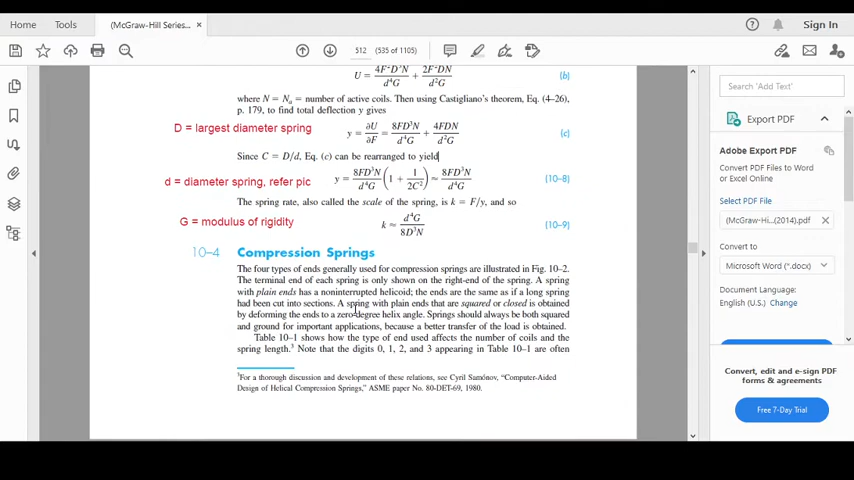 Home Tools (McGraw-Hill Series... × Sign In
512 (535 of 1105)
U = 4F²D³N/d⁴G + 2F²DN/d²G (b)
where N = Nₐ = number of active coils. Then using Castigliano's theorem, Eq. (4–26),
p. 179, to find total deflection y gives
D = largest diameter spring
y = ∂U/∂F = 8FD³N/d⁴G + 4FDN/d²G (c)
Since C = D/d, Eq. (c) can be rearranged to yield
d = diameter spring, refer pic
y = 8FD³N/d⁴G (1 + 1/2C²) ≈ 8FD³N/d⁴G (10–8)
The spring rate, also called the scale of the spring, is k = F/y, and so
G = modulus of rigidity
k ≈ d⁴G/8D³N (10–9)
10–4 Compression Springs
The four types of ends generally used for compression springs are illustrated in Fig. 10–2.
The terminal end of each spring is only shown on the right-end of the spring. A spring
with plain ends has a noninterrupted helicoid; the ends are the same as if a long spring
had been cut into sections. A spring with plain ends that are squared or closed is obtained
by deforming the ends to a zero-degree helix angle. Springs should always be both squared
and ground for important applications, because a better transfer of the load is obtained.
Table 10–1 shows how the type of end used affects the number of coils and the
spring length.³ Note that the digits 0, 1, 2, and 3 appearing in Table 10–1 are often
³For a thorough discussion and development of these relations, see Cyril Samónov, "Computer-Aided
Design of Helical Compression Springs," ASME paper No. 80-DET-69, 1980.
Search 'Add Text'
Export PDF
Adobe Export PDF
Convert PDF Files to Word
or Excel Online
Select PDF File
(McGraw-Hi...(2014).pdf ×
Convert to
Microsoft Word (*.docx)
Document Language:
English (U.S.) Change
Convert, edit and e-sign PDF
forms & agreements
Free 7-Day Trial